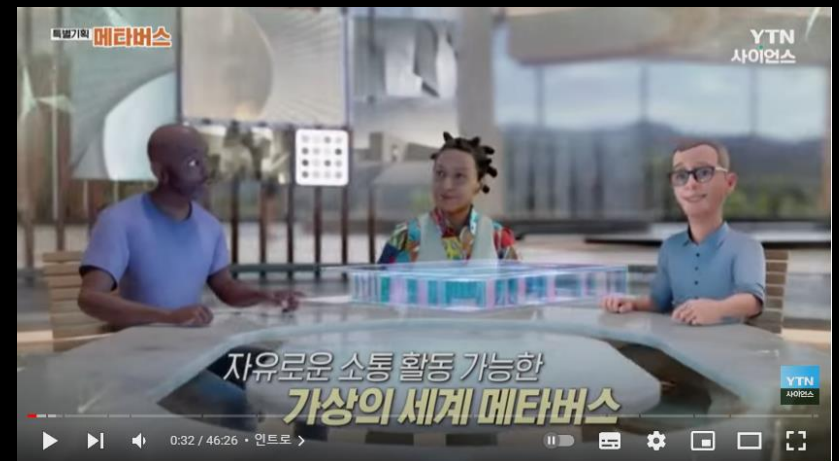 특별기획 메타버스
YTN
사이언스
자유로운 소통 활동 가능한
가상의 세계 메타버스
YTN
사이언스
0:32 / 46:26 • 인트로 >